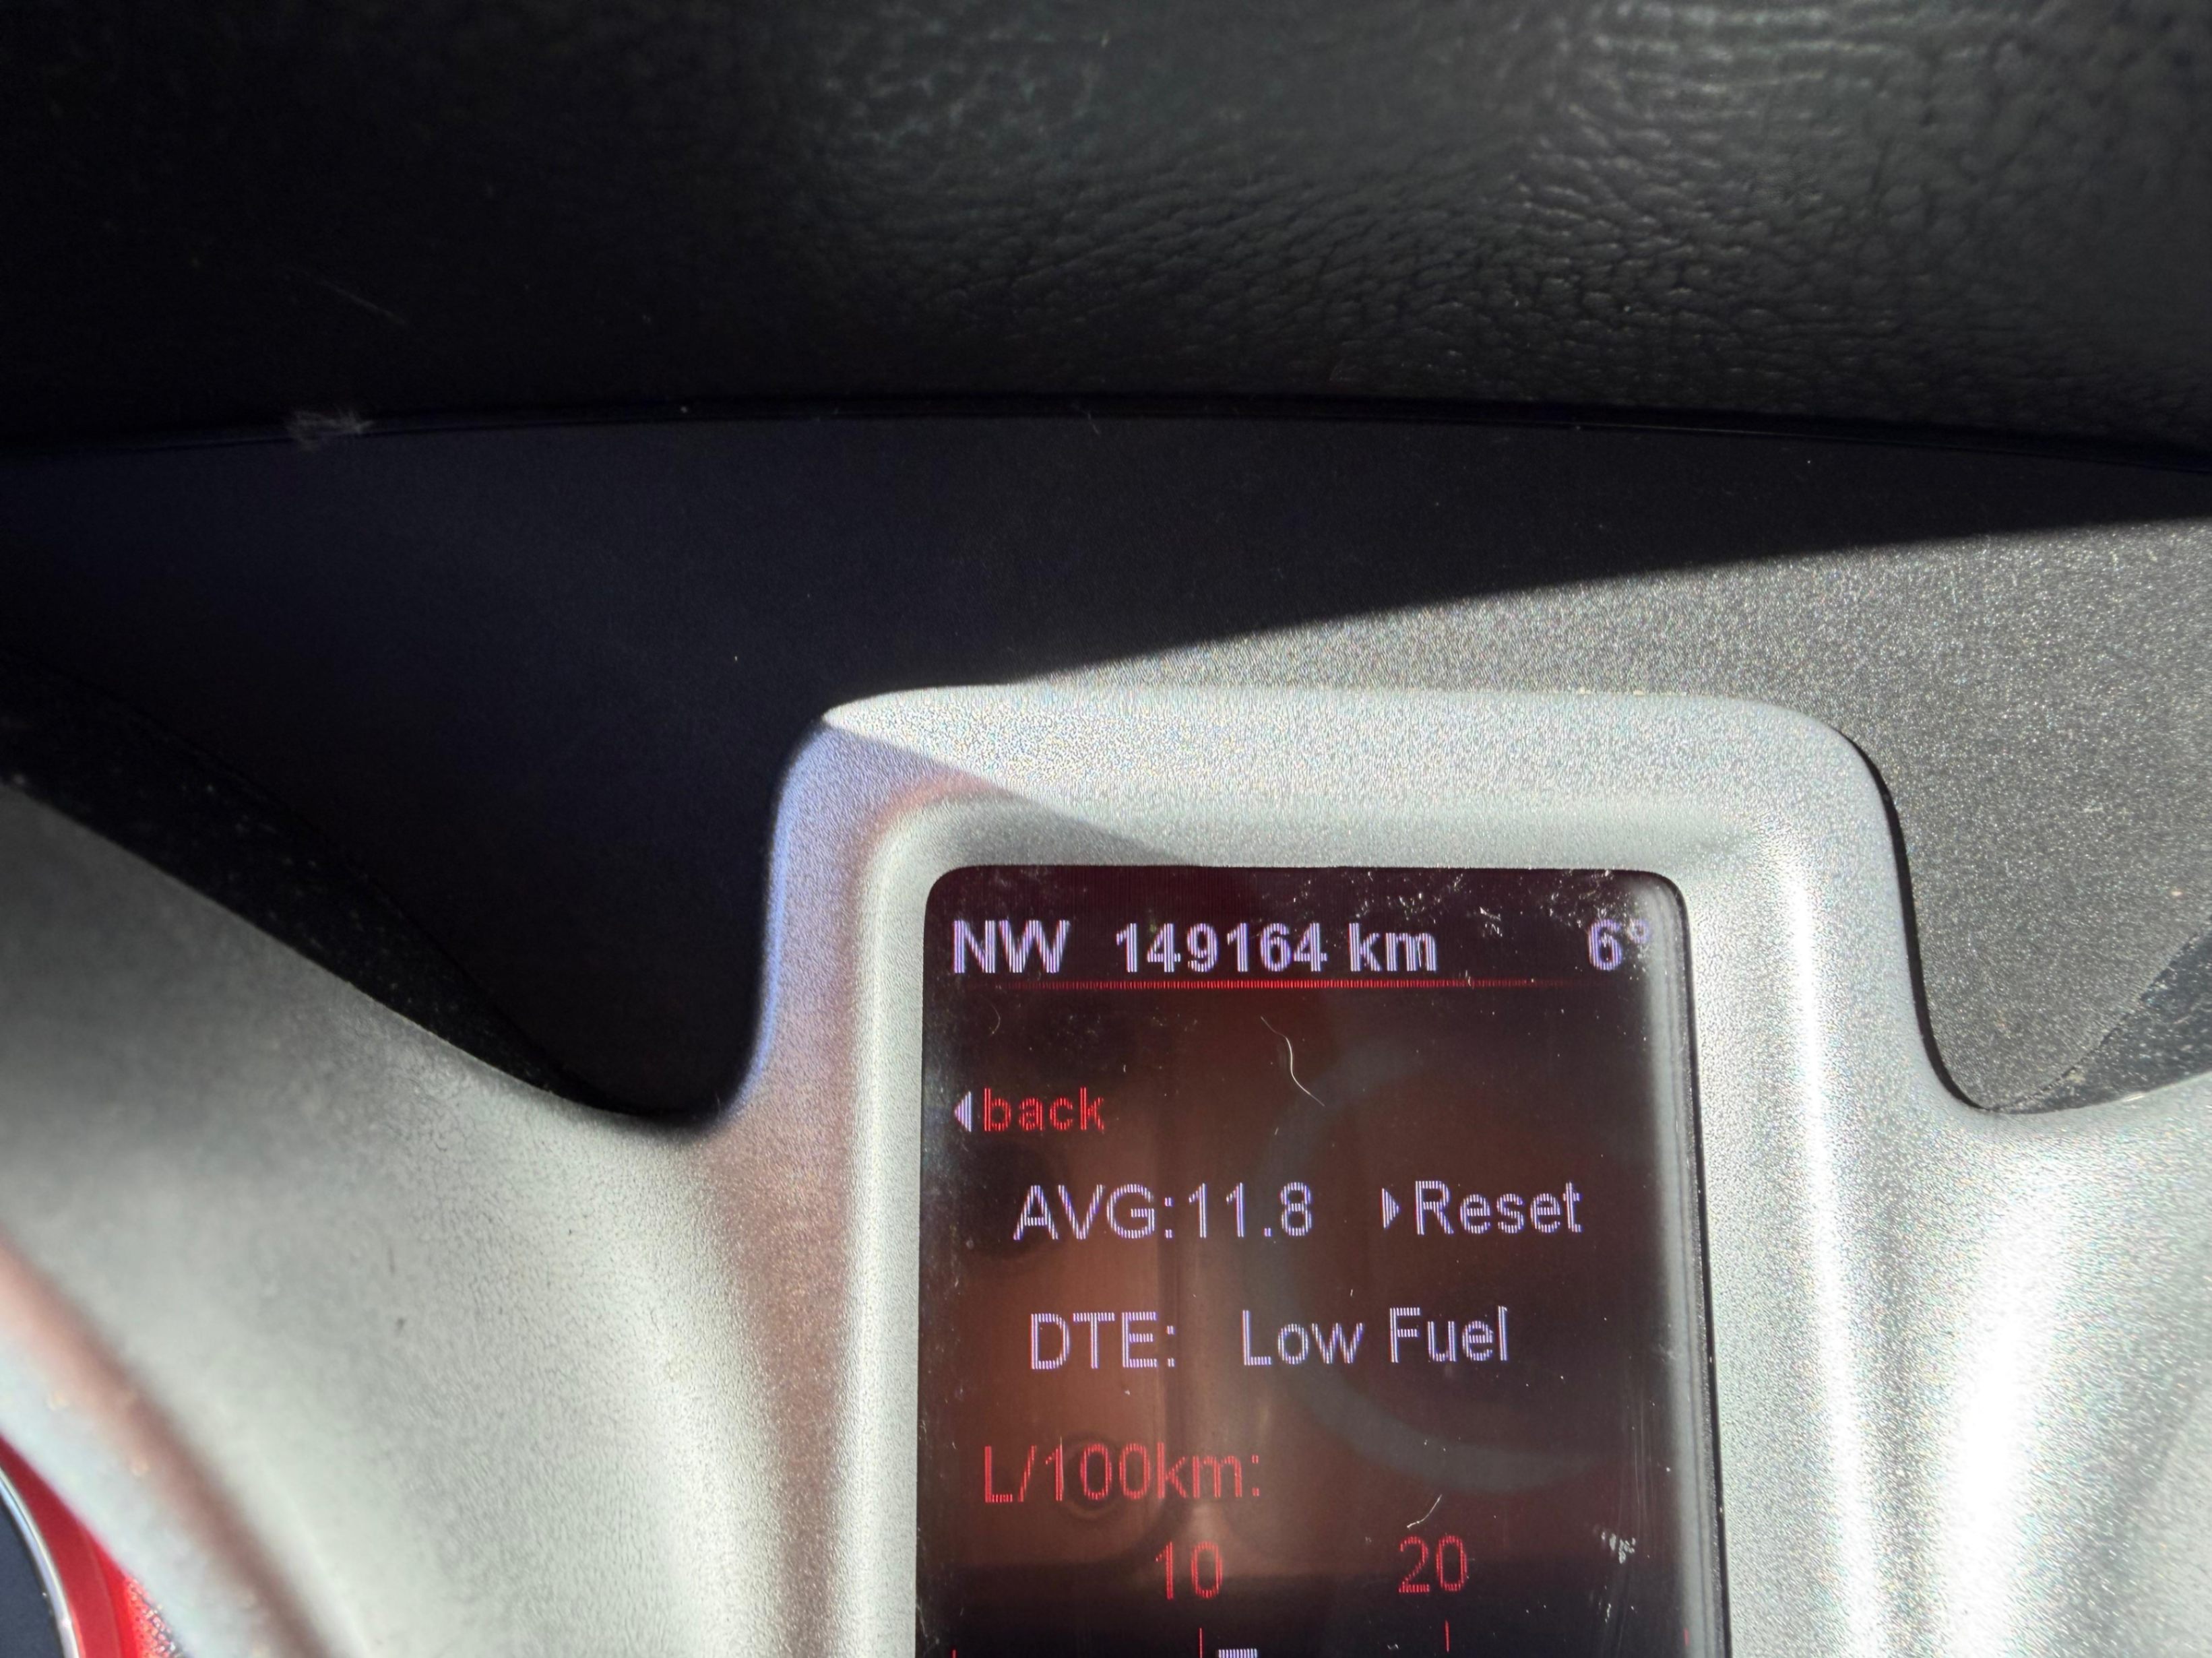 NW 149164 km 6°
back
AVG:11.8 Reset
DTE: Low Fuel
L/100km:
10 20